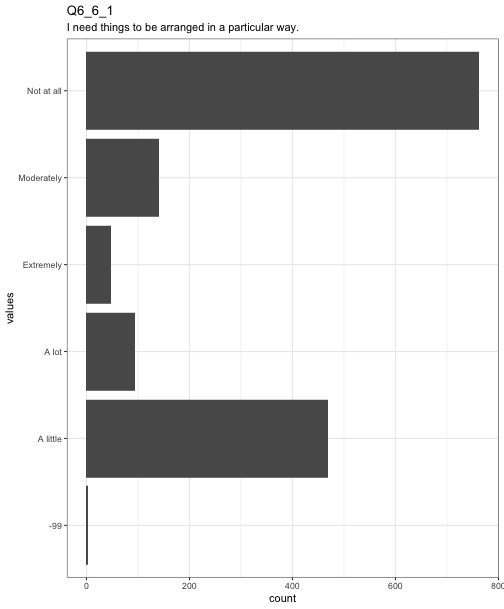 Q6_6_1
I need things to be arranged in a particular way.
Not at all
Moderately
Extremely
values
A lot
A little
-99
0 200 400 600 800
count